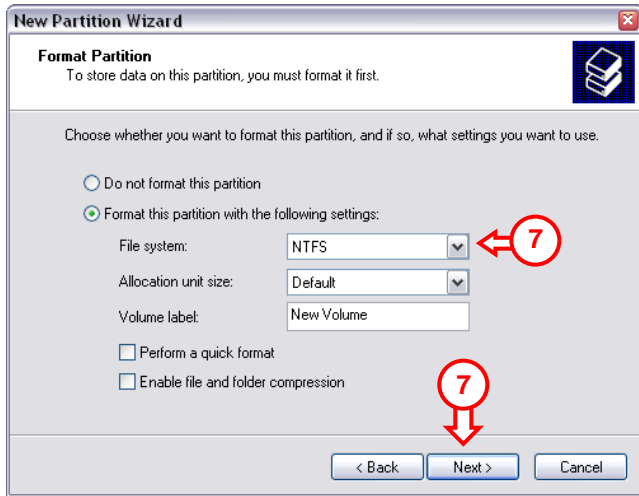 New Partition Wizard
Format Partition
To store data on this partition, you must format it first.
Choose whether you want to format this partition, and if so, what settings you want to use.
Do not format this partition
Format this partition with the following settings:
File system: NTFS 7
Allocation unit size: Default
Volume label: New Volume
Perform a quick format
Enable file and folder compression
7
< Back Next > Cancel